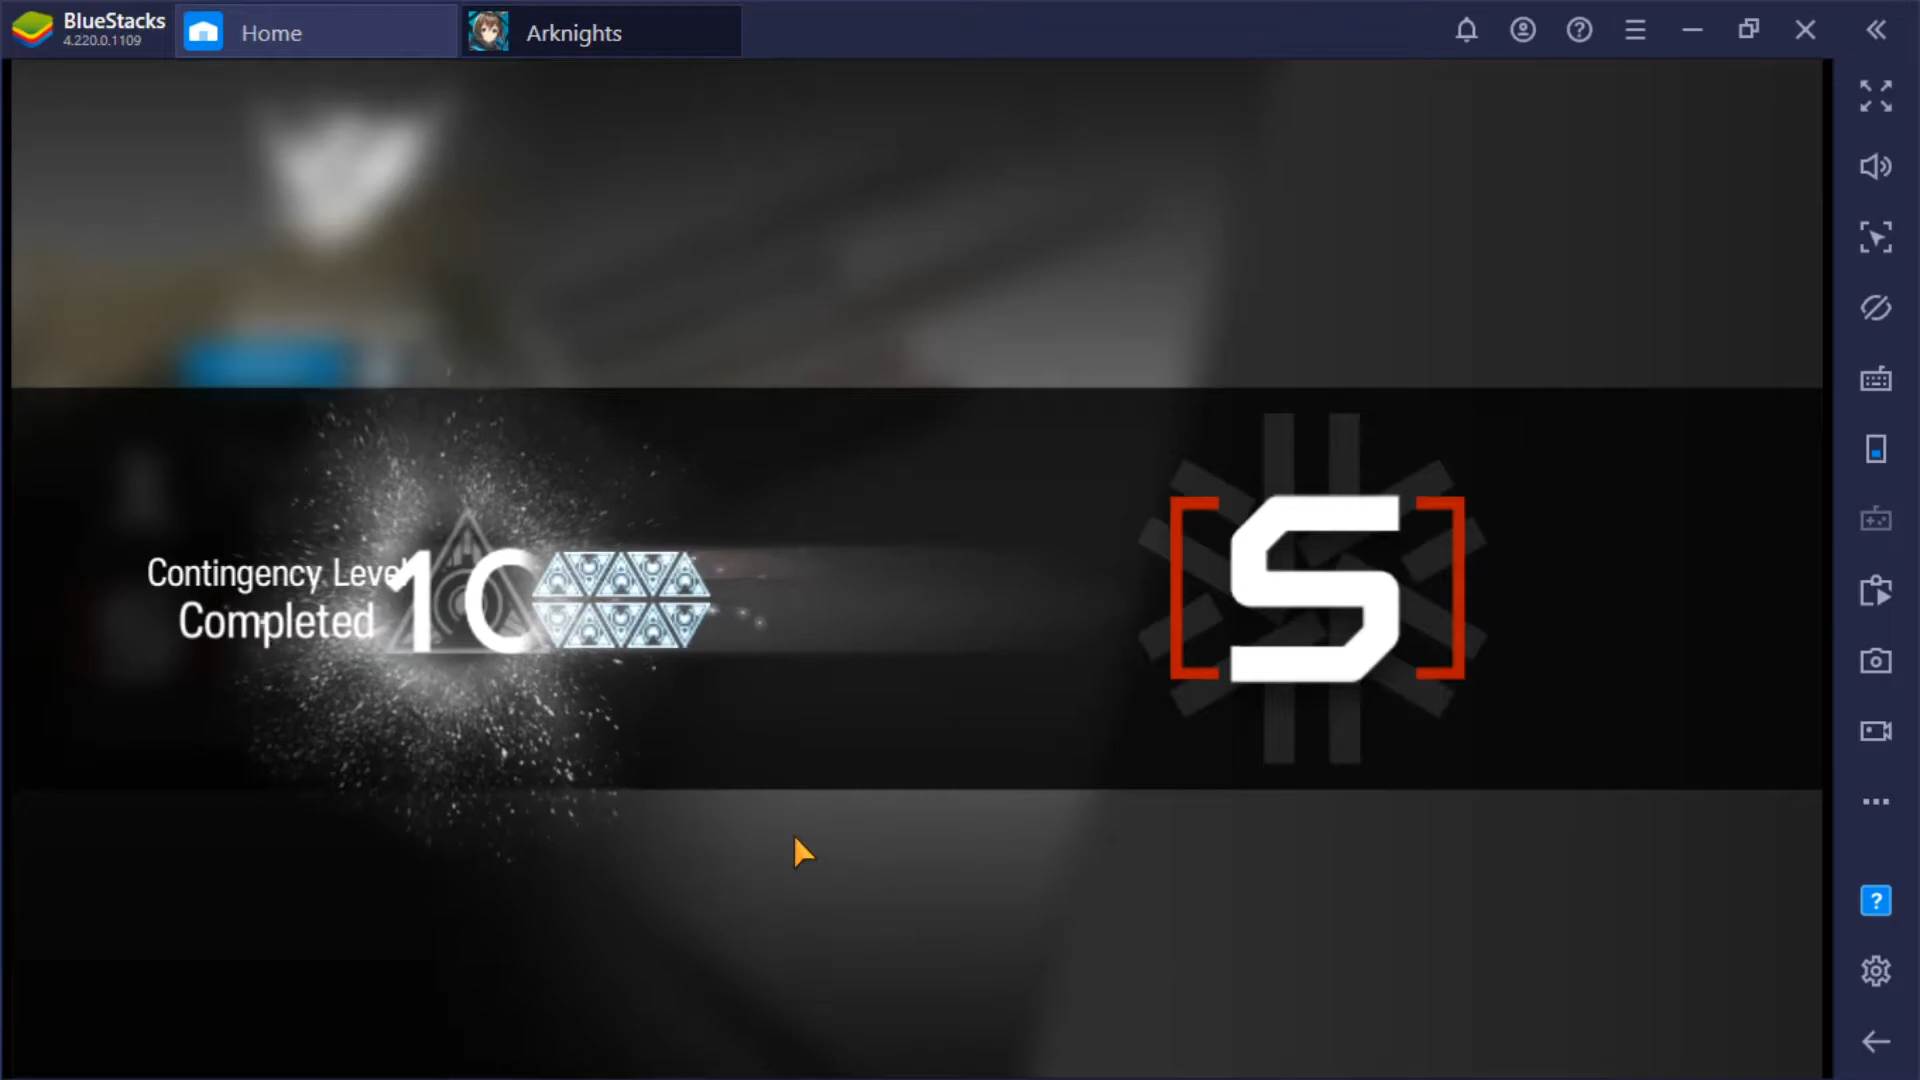 BlueStacks
4.220.0.1109
Home
Arknights
Contingency Level
Completed
10
[S]
?